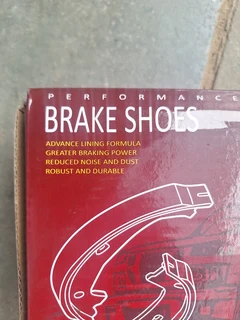 PERFORMANCE
BRAKE SHOES
ADVANCE LINING FORMULA
GREATER BRAKING POWER
REDUCED NOISE AND DUST
ROBUST AND DURABLE